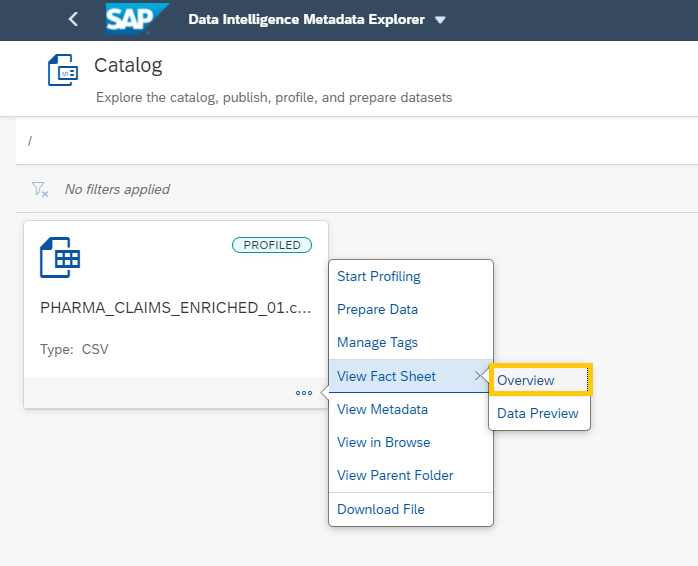 SAP Data Intelligence Metadata Explorer
Catalog
Explore the catalog, publish, profile, and prepare datasets
/
No filters applied
PROFILED
PHARMA_CLAIMS_ENRICHED_01.c...
Type: CSV
Start Profiling
Prepare Data
Manage Tags
View Fact Sheet
Overview
Data Preview
View Metadata
View in Browse
View Parent Folder
Download File